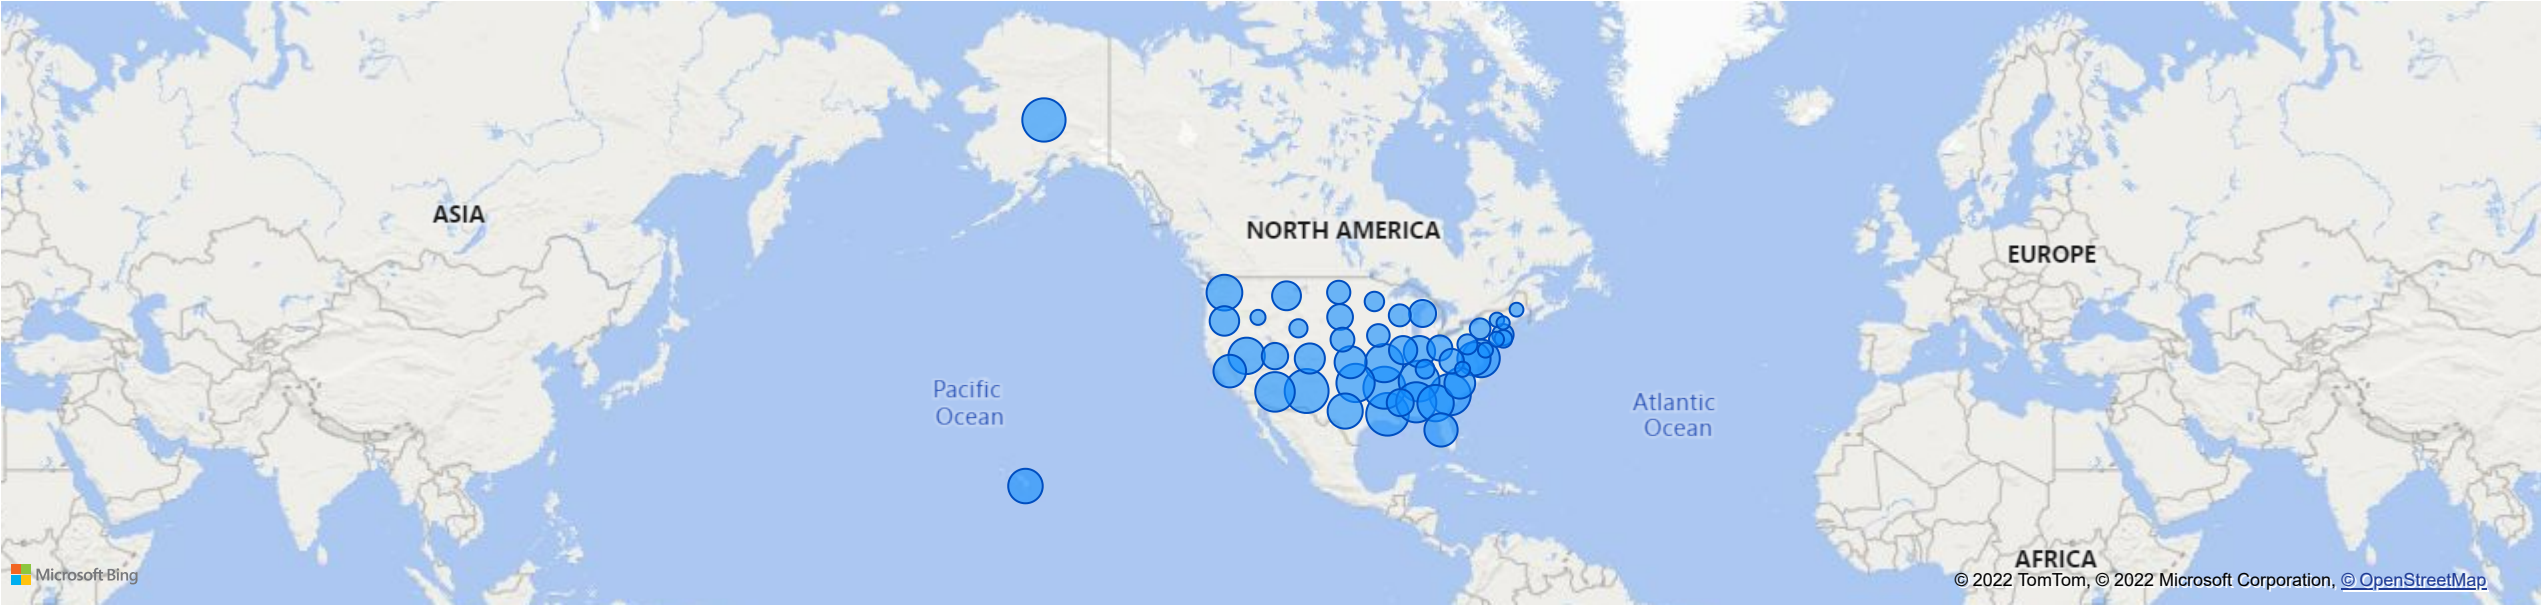 ASIA
NORTH AMERICA
EUROPE
Pacific
Ocean
Atlantic
Ocean
AFRICA
Microsoft Bing
© 2022 TomTom, © 2022 Microsoft Corporation, © OpenStreetMap